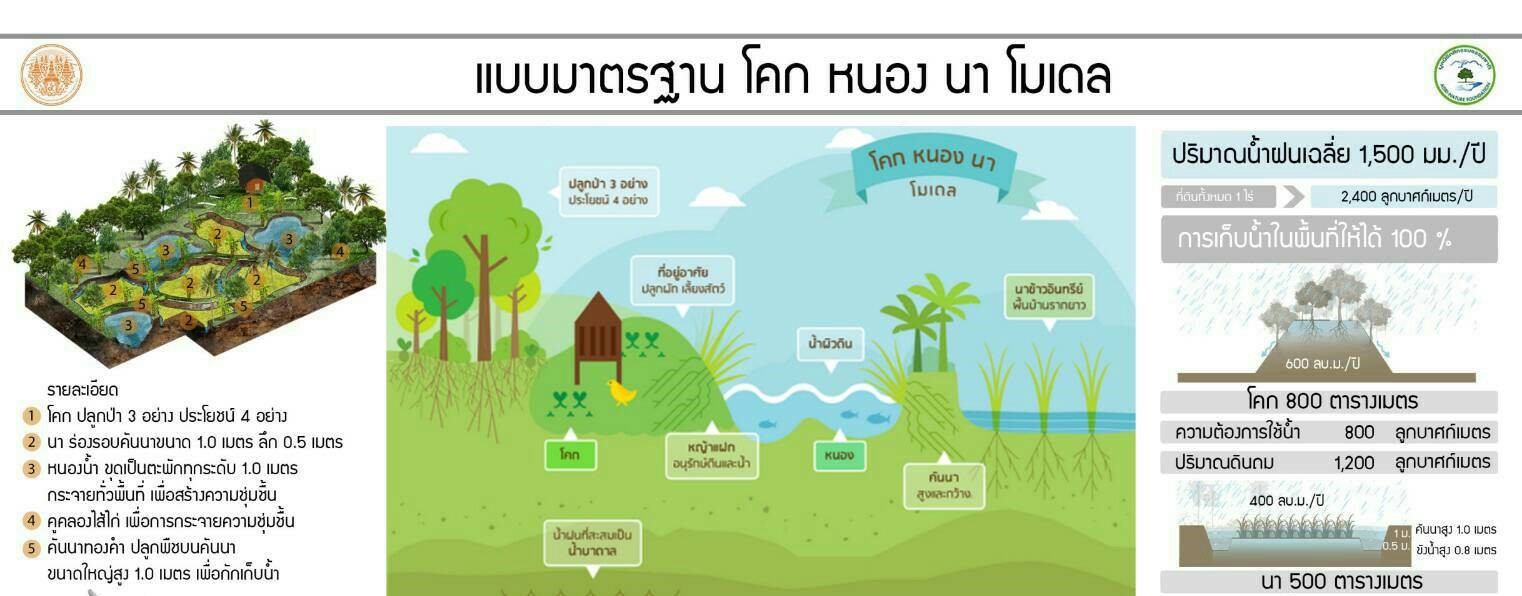 แบบมาตรฐาน โคก หนอง นา โมเดล
รายละเอียด
1 โคก ปลูกป่า 3 อย่าง ประโยชน์ 4 อย่าง
2 นา ร่องรอบคันนาขนาด 1.0 เมตร ลึก 0.5 เมตร
3 หนองน้ำ ขุดเป็นตะพักทุกระดับ 1.0 เมตร
กระจายทั่วพื้นที่ เพื่อสร้างความชุ่มชื้น
4 คูคลองไส้ไก่ เพื่อการกระจายความชุ่มชื้น
5 คันนาทองคำ ปลูกพืชบนคันนา
ขนาดใหญ่สูง 1.0 เมตร เพื่อกักเก็บน้ำ
โคก หนอง นา
โมเดล
ปลูกป่า 3 อย่าง
ประโยชน์ 4 อย่าง
ที่อยู่อาศัย
ปลูกผัก เลี้ยงสัตว์
นาข้าวอินทรีย์
พื้นบ้านรากยาว
น้ำผิวดิน
โคก
หญ้าแฝก
อนุรักษ์ดินและน้ำ
หนอง
คันนา
สูงและกว้าง
น้ำฝนที่สะสมเป็น
น้ำบาดาล
ปริมาณน้ำฝนเฉลี่ย 1,500 มม./ปี
ที่ดินทั้งหมด 1 ไร่
2,400 ลูกบาศก์เมตร/ปี
การเก็บน้ำในพื้นที่ให้ได้ 100 %
600 ลบ.ม./ปี
โคก 800 ตารางเมตร
ความต้องการใช้น้ำ 800 ลูกบาศก์เมตร
ปริมาณดินถม 1,200 ลูกบาศก์เมตร
400 ลบ.ม./ปี
1 ม.
0.5 ม.
คันนาสูง 1.0 เมตร
ขังน้ำสูง 0.8 เมตร
นา 500 ตารางเมตร